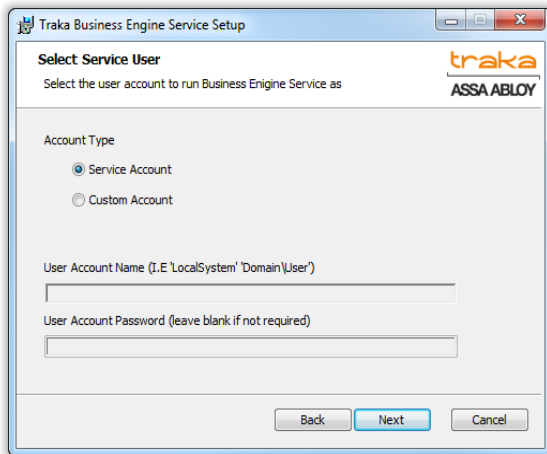 Traka Business Engine Service Setup
Select Service User
Select the user account to run Business Enigine Service as
traka
ASSA ABLOY
Account Type
Service Account
Custom Account
User Account Name (I.E 'LocalSystem' 'Domain\User')
User Account Password (leave blank if not required)
Back
Next
Cancel